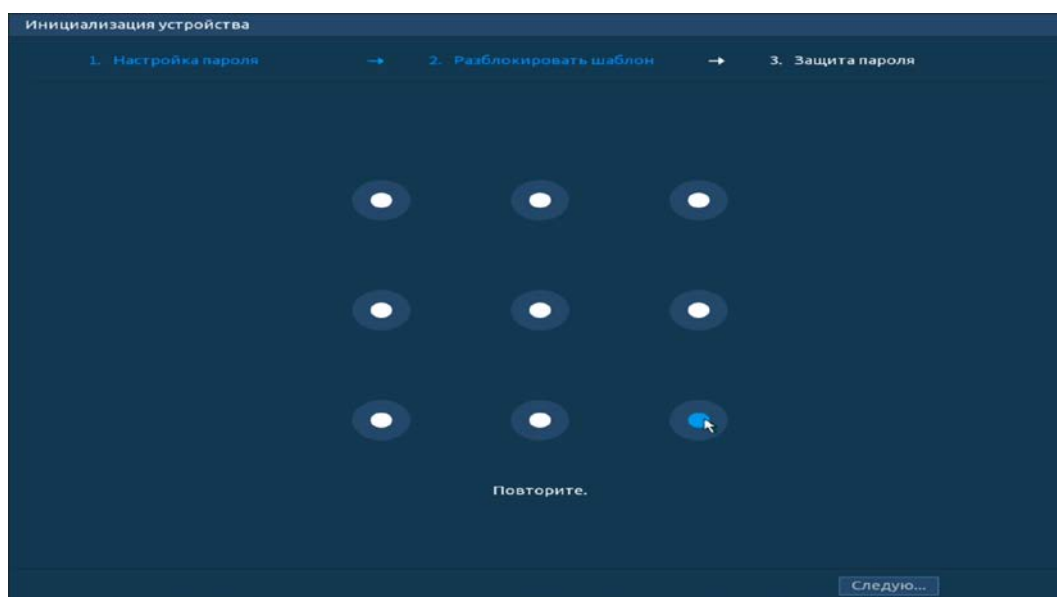 Инициализация устройства
1. Настройка пароля → 2. Разблокировать шаблон → 3. Защита пароля
Повторите.
Следую...